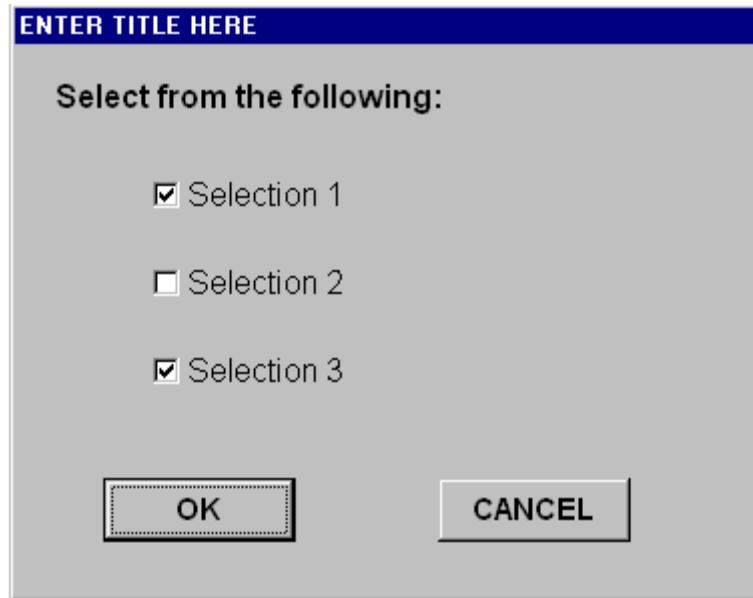 ENTER TITLE HERE
Select from the following:
Selection 1
Selection 2
Selection 3
OK
CANCEL